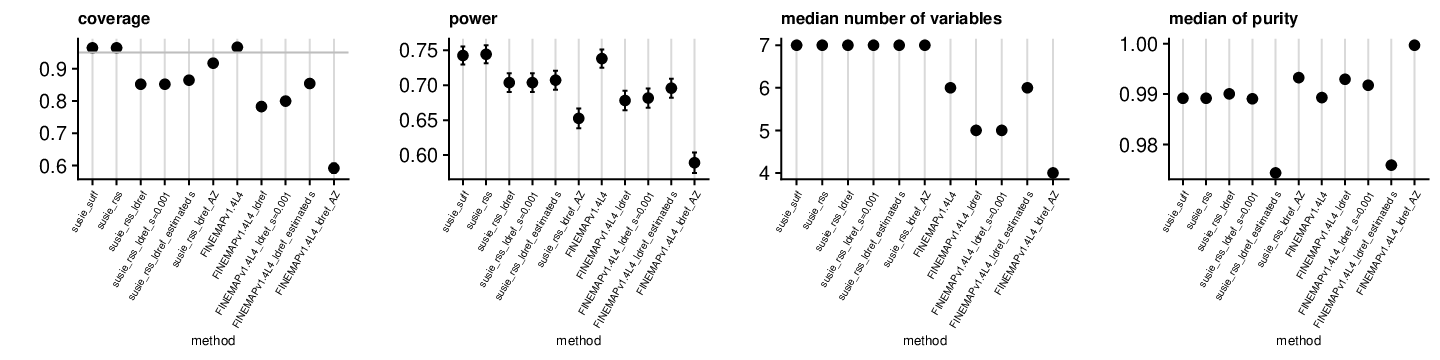 coverage
0.9
0.8
0.7
0.6
susie_suff
susie_rss
susie_rss_ldref
susie_rss_ldref_s=0.001
susie_rss_ldref_estimated.s
susie_rss_ldref_AZ
FINEMAPv1.4L4
FINEMAPv1.4L4_ldref
FINEMAPv1.4L4_ldref_s=0.001
FINEMAPv1.4L4_ldref_estimated.s
FINEMAPv1.4L4_ldref_AZ
method
power
0.75
0.70
0.65
0.60
susie_suff
susie_rss
susie_rss_ldref
susie_rss_ldref_s=0.001
susie_rss_ldref_estimated.s
susie_rss_ldref_AZ
FINEMAPv1.4L4
FINEMAPv1.4L4_ldref
FINEMAPv1.4L4_ldref_s=0.001
FINEMAPv1.4L4_ldref_estimated.s
FINEMAPv1.4L4_ldref_AZ
method
median number of variables
7
6
5
4
susie_suff
susie_rss
susie_rss_ldref
susie_rss_ldref_s=0.001
susie_rss_ldref_estimated.s
susie_rss_ldref_AZ
FINEMAPv1.4L4
FINEMAPv1.4L4_ldref
FINEMAPv1.4L4_ldref_s=0.001
FINEMAPv1.4L4_ldref_estimated.s
FINEMAPv1.4L4_ldref_AZ
method
median of purity
1.00
0.99
0.98
susie_suff
susie_rss
susie_rss_ldref
susie_rss_ldref_s=0.001
susie_rss_ldref_estimated.s
susie_rss_ldref_AZ
FINEMAPv1.4L4
FINEMAPv1.4L4_ldref
FINEMAPv1.4L4_ldref_s=0.001
FINEMAPv1.4L4_ldref_estimated.s
FINEMAPv1.4L4_ldref_AZ
method